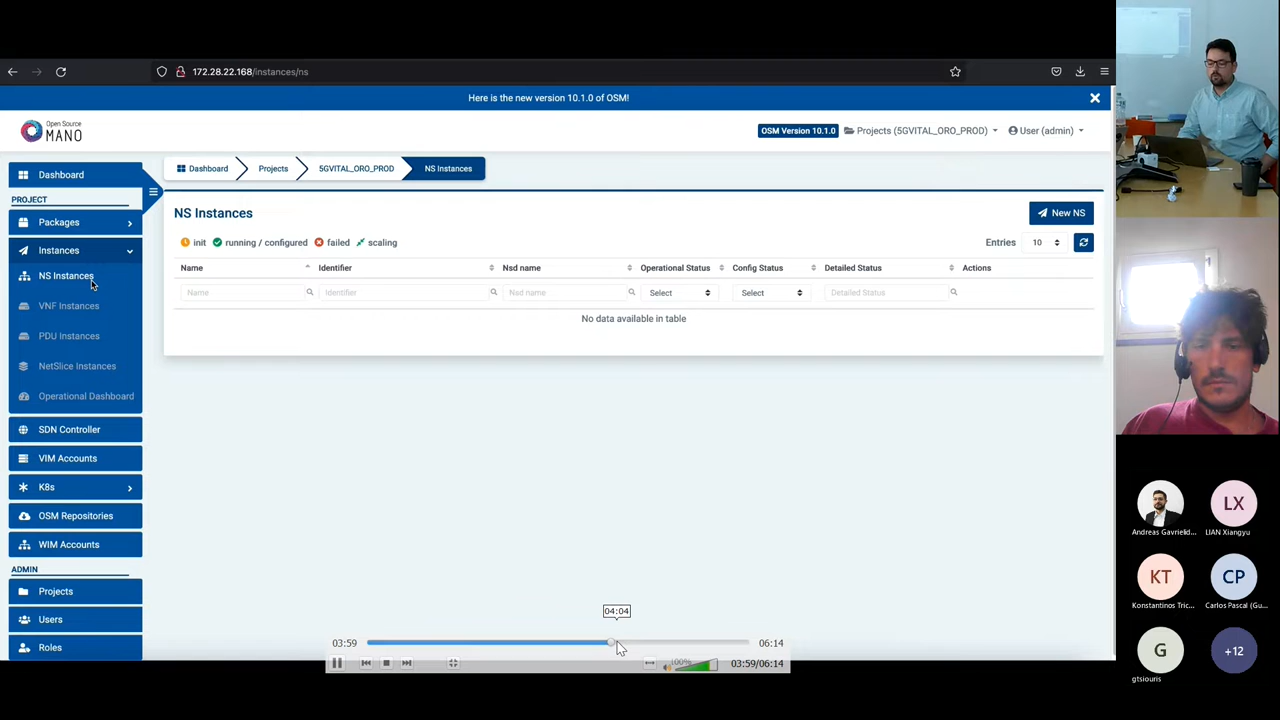 172.28.22.168/instances/ns
Here is the new version 10.1.0 of OSM!
Open Source
MANO
OSM Version 10.1.0
Projects (5GVITAL_ORO_PROD)
User (admin)
Dashboard
PROJECT
Packages
Instances
NS Instances
VNF Instances
PDU Instances
NetSlice Instances
Operational Dashboard
SDN Controller
VIM Accounts
K8s
OSM Repositories
WIM Accounts
ADMIN
Projects
Users
Roles
Dashboard
Projects
5GVITAL_ORO_PROD
NS Instances
NS Instances
New NS
init
running / configured
failed
scaling
Entries
10
Name
Identifier
Nsd name
Operational Status
Config Status
Detailed Status
Actions
Name
Identifier
Nsd name
Select
Select
Detailed Status
No data available in table
04:04
03:59
06:14
100%
03:59/06:14
Andreas Gavrielid...
LX
LIAN Xiangyu
KT
Konstantinos Tric...
CP
Carlos Pascal (Gu...
G
gtsiouris
+12